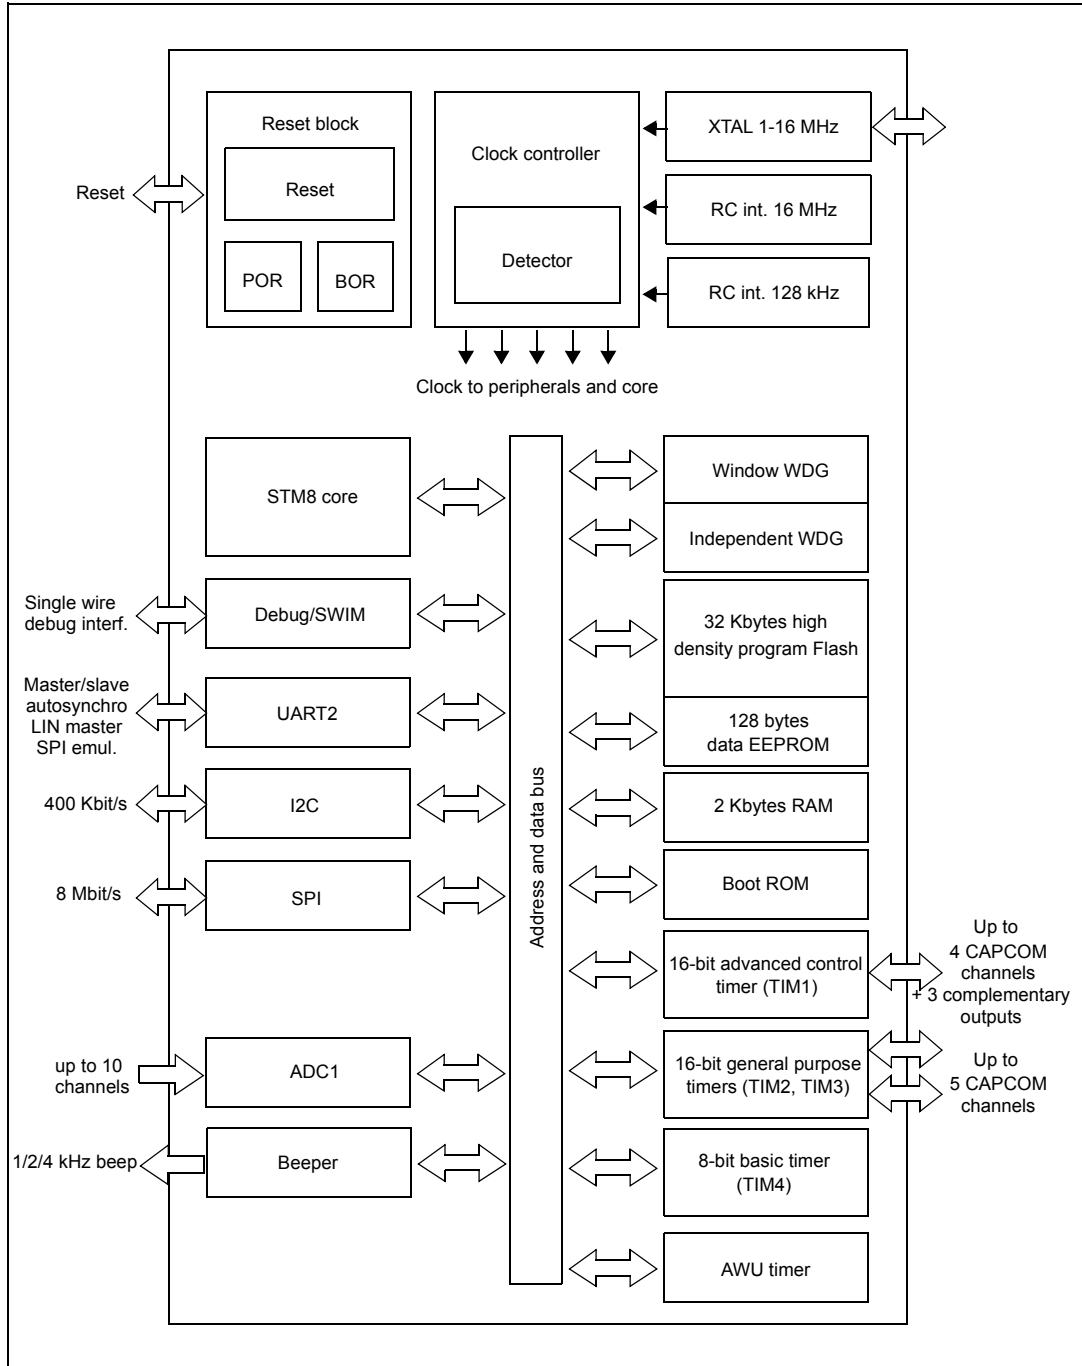 Reset block
Reset
POR
BOR
Reset
Clock controller
Detector
XTAL 1-16 MHz
RC int. 16 MHz
RC int. 128 kHz
Clock to peripherals and core
STM8 core
Single wire
debug interf.
Debug/SWIM
Master/slave
autosynchro
LIN master
SPI emul.
UART2
400 Kbit/s
I2C
8 Mbit/s
SPI
up to 10
channels
ADC1
1/2/4 kHz beep
Beeper
Address and data bus
Window WDG
Independent WDG
32 Kbytes high
density program Flash
128 bytes
data EEPROM
2 Kbytes RAM
Boot ROM
16-bit advanced control
timer (TIM1)
Up to
4 CAPCOM
channels
+ 3 complementary
outputs
16-bit general purpose
timers (TIM2, TIM3)
Up to
5 CAPCOM
channels
8-bit basic timer
(TIM4)
AWU timer